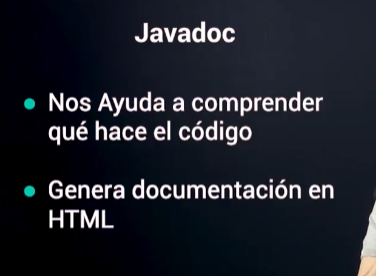 Javadoc
Nos Ayuda a comprender
qué hace el código
Genera documentación en
HTML